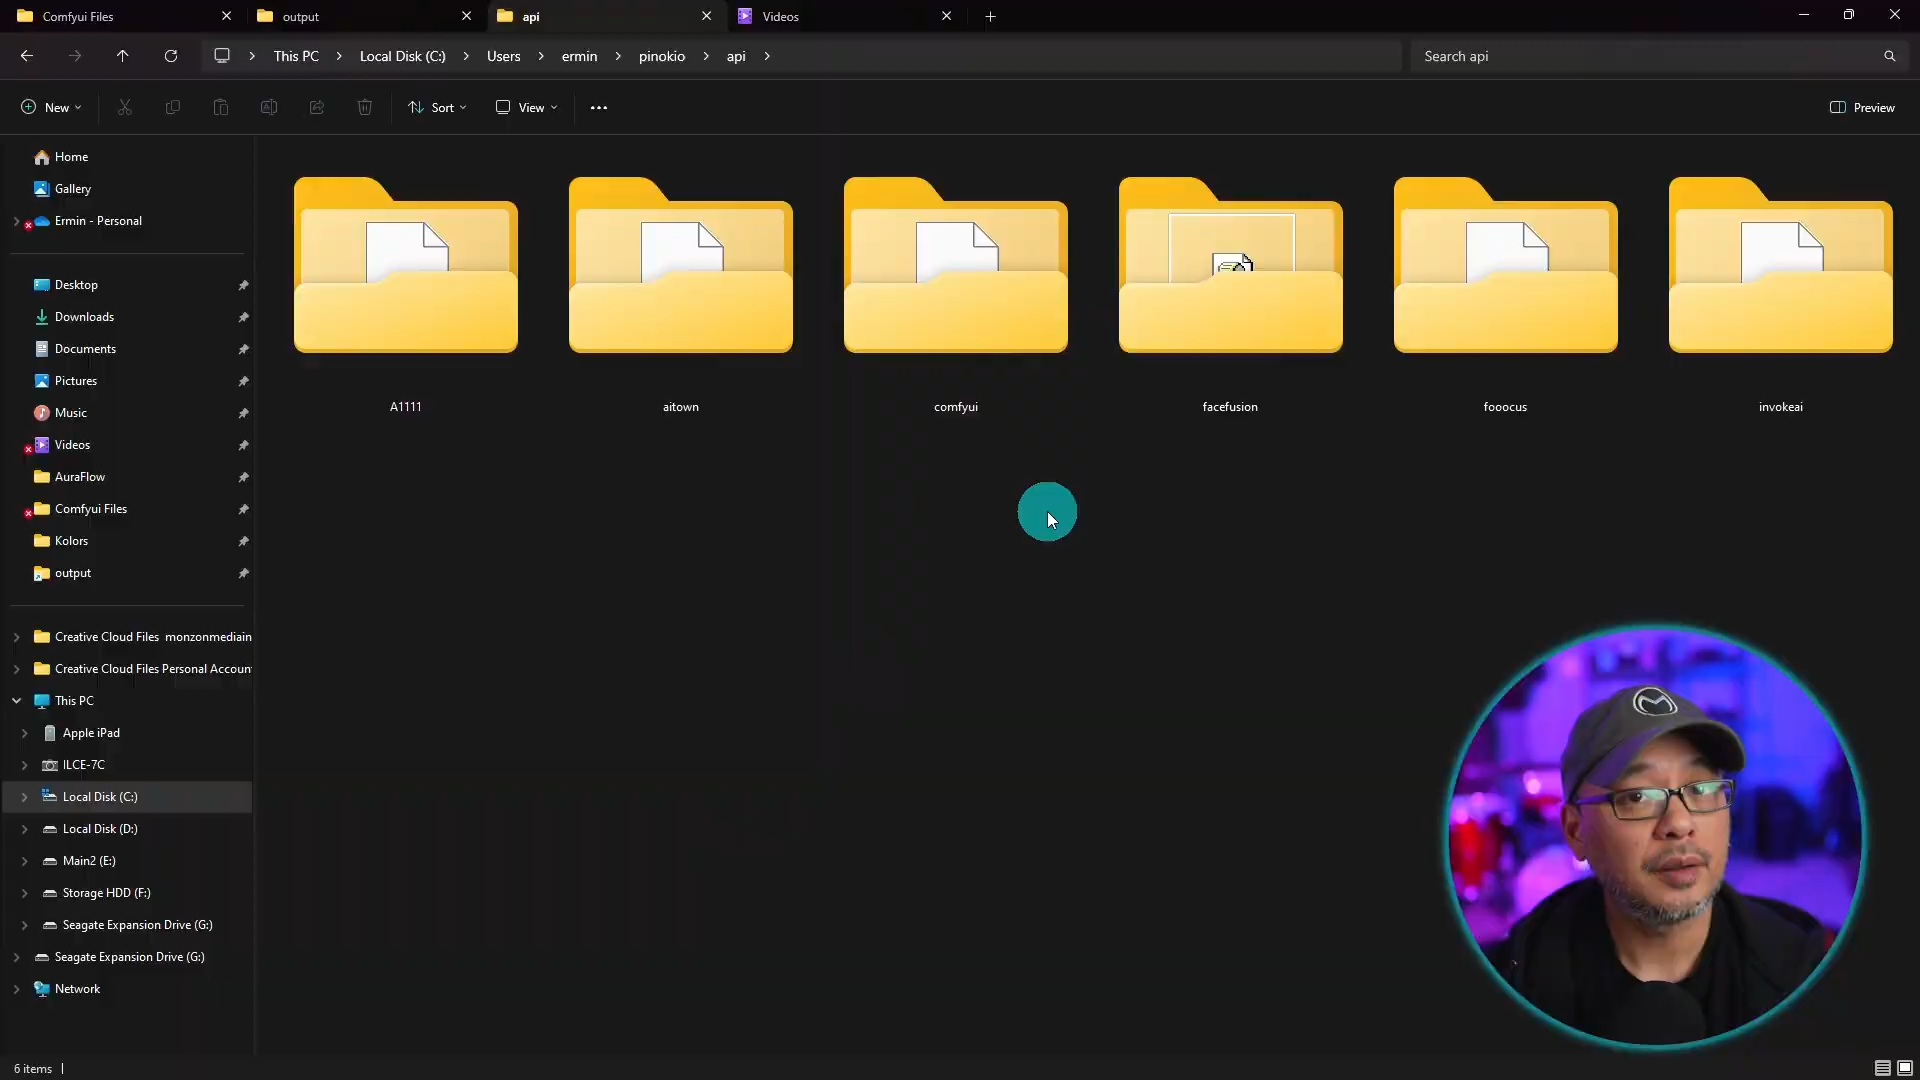 Comfyui Files
output
api
Videos
This PC > Local Disk (C:) > Users > ermin > pinokio > api >
Search api
New
Sort
View
Preview
Home
Gallery
Ermin - Personal
Desktop
Downloads
Documents
Pictures
Music
Videos
AuraFlow
Comfyui Files
Kolors
output
Creative Cloud Files  monzonmediain
Creative Cloud Files Personal Accoun
This PC
Apple iPad
ILCE-7C
Local Disk (C:)
Local Disk (D:)
Main2 (E:)
Storage HDD (F:)
Seagate Expansion Drive (G:)
Seagate Expansion Drive (G:)
Network
A1111
aitown
comfyui
facefusion
fooocus
invokeai
6 items